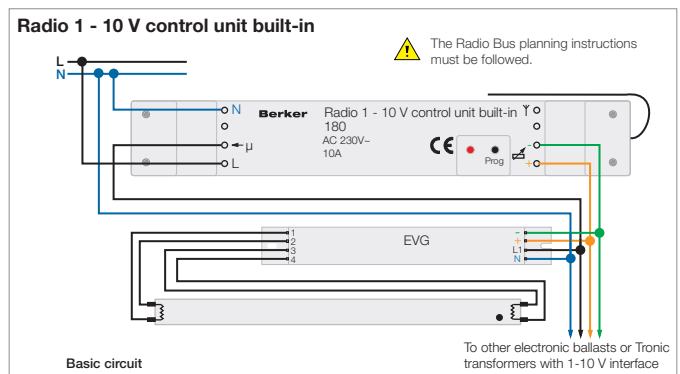 Radio 1 - 10 V control unit built-in
The Radio Bus planning instructions
must be followed.
L
N
N
Berker
Radio 1 - 10 V control unit built-in
180
AC 230V~
10A
µ
L
CE
Prog
-
+
1
2
3
4
EVG
-
+
L1
N
To other electronic ballasts or Tronic
transformers with 1-10 V interface
Basic circuit